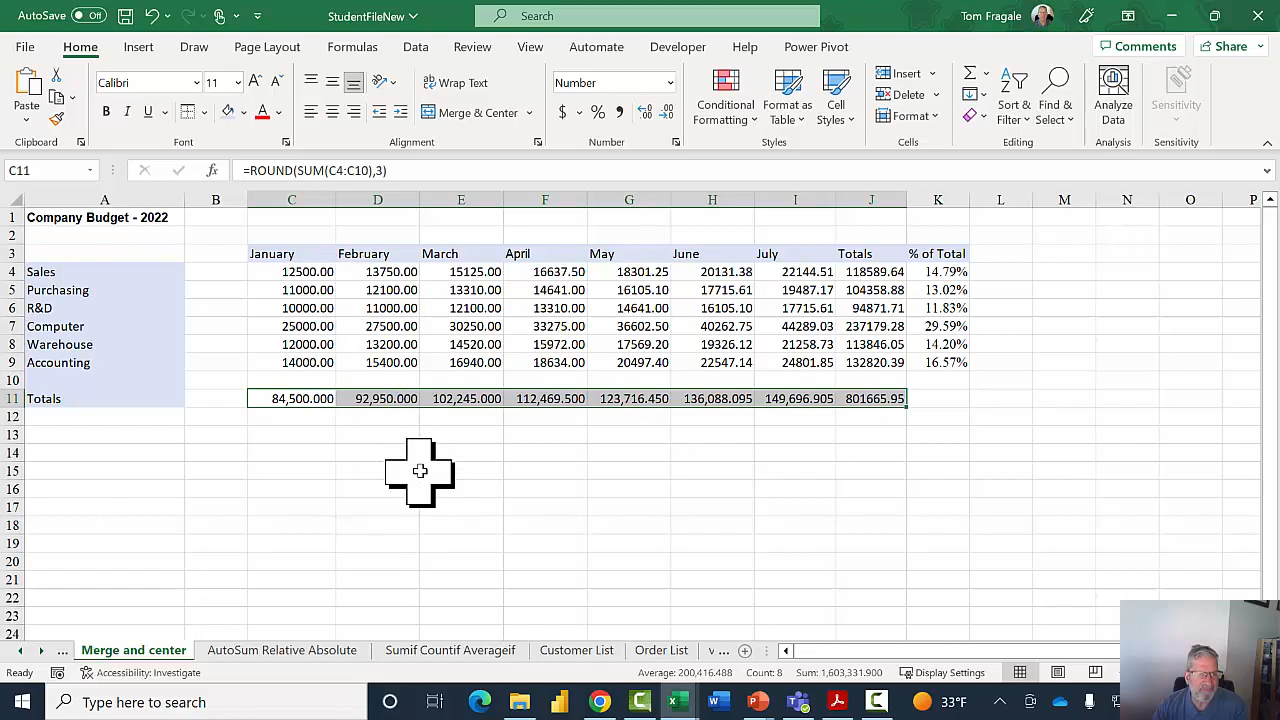 AutoSave Off StudentFileNew Search Tom Fragale
File Home Insert Draw Page Layout Formulas Data Review View Automate Developer Help Power Pivot Comments Share
Paste Calibri 11 A A Wrap Text Number Conditional Formatting Format as Table Cell Styles Insert Sort & Filter Find & Select Analyze Data Sensitivity
Delete
B I U A Merge & Center $ % Format
Clipboard Font Alignment Number Styles Cells Editing Analysis Sensitivity
C11 fx =ROUND(SUM(C4:C10),3)
A B C D E F G H I J K L M N O P
1 Company Budget - 2022
2
3 January February March April May June July Totals % of Total
4 Sales 12500.00 13750.00 15125.00 16637.50 18301.25 20131.38 22144.51 118589.64 14.79%
5 Purchasing 11000.00 12100.00 13310.00 14641.00 16105.10 17715.61 19487.17 104358.88 13.02%
6 R&D 10000.00 11000.00 12100.00 13310.00 14641.00 16105.10 17715.61 94871.71 11.83%
7 Computer 25000.00 27500.00 30250.00 33275.00 36602.50 40262.75 44289.03 237179.28 29.59%
8 Warehouse 12000.00 13200.00 14520.00 15972.00 17569.20 19326.12 21258.73 113846.05 14.20%
9 Accounting 14000.00 15400.00 16940.00 18634.00 20497.40 22547.14 24801.85 132820.39 16.57%
10
11 Totals 84,500.000 92,950.000 102,245.000 112,469.500 123,716.450 136,088.095 149,696.905 801665.95
12
13
14
15
16
17
18
19
20
21
22
23
24
... Merge and center AutoSum Relative Absolute Sumif Countif Averageif Customer List Order List v ...
Ready Accessibility: Investigate Average: 200,416.488 Count: 8 Sum: 1,603,331.900 Display Settings
Type here to search 33°F